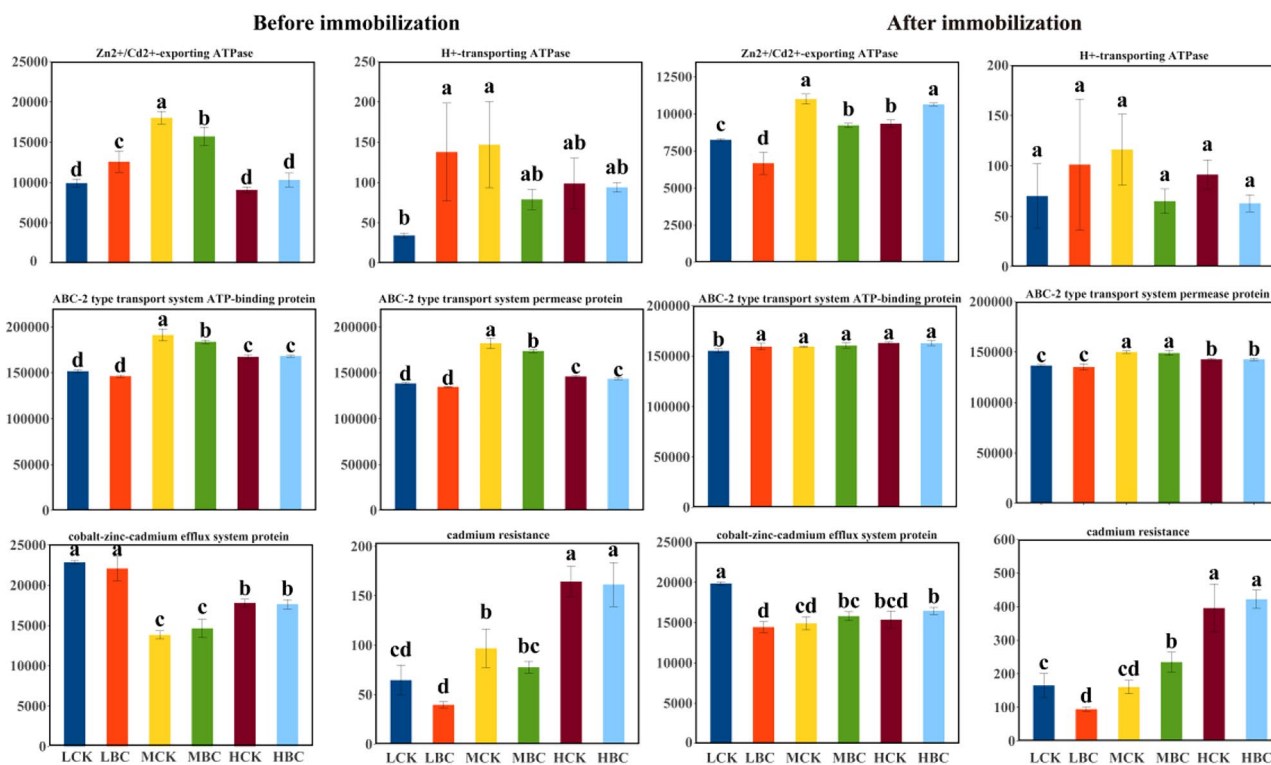 Before immobilization
After immobilization
Zn2+/Cd2+-exporting ATPase
25000
20000
15000
10000
5000
0
d
c
a
b
d
d
H+-transporting ATPase
250
200
150
100
50
0
b
a
a
ab
ab
ab
Zn2+/Cd2+-exporting ATPase
12500
10000
7500
5000
2500
0
c
d
a
b
b
a
H+-transporting ATPase
200
150
100
50
0
a
a
a
a
a
a
ABC-2 type transport system ATP-binding protein
200000
150000
100000
50000
0
d
d
a
b
c
c
ABC-2 type transport system permease protein
200000
150000
100000
50000
0
d
d
a
b
c
c
ABC-2 type transport system ATP-binding protein
200000
150000
100000
50000
0
b
a
a
a
a
a
ABC-2 type transport system permease protein
200000
150000
100000
50000
0
c
c
a
a
b
b
cobalt-zinc-cadmium efflux system protein
25000
20000
15000
10000
5000
0
a
a
c
c
b
b
LCK LBC MCK MBC HCK HBC
cadmium resistance
200
150
100
50
0
cd
d
b
bc
a
a
LCK LBC MCK MBC HCK HBC
cobalt-zinc-cadmium efflux system protein
25000
20000
15000
10000
5000
0
a
d
cd
bc
bcd
b
LCK LBC MCK MBC HCK HBC
cadmium resistance
600
500
400
300
200
100
0
c
d
cd
b
a
a
LCK LBC MCK MBC HCK HBC